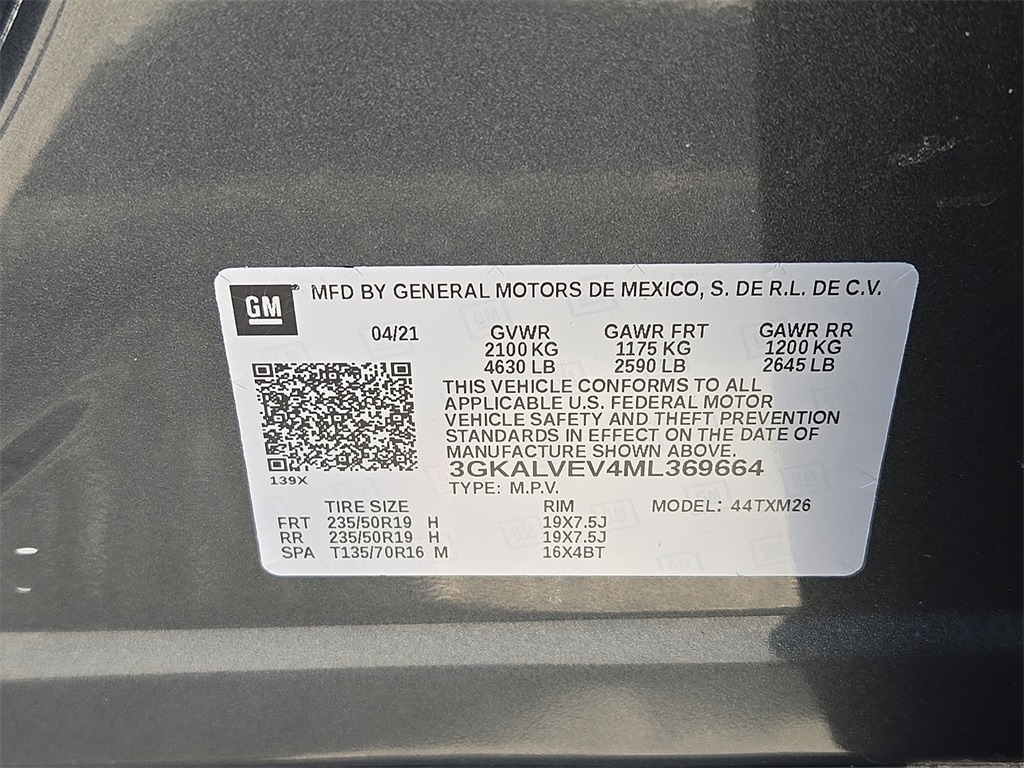 GM ® MFD BY GENERAL MOTORS DE MEXICO, S. DE R.L. DE C.V.
04/21 GVWR GAWR FRT GAWR RR
2100 KG 1175 KG 1200 KG
4630 LB 2590 LB 2645 LB
THIS VEHICLE CONFORMS TO ALL
APPLICABLE U.S. FEDERAL MOTOR
VEHICLE SAFETY AND THEFT PREVENTION
STANDARDS IN EFFECT ON THE DATE OF
MANUFACTURE SHOWN ABOVE.
139X 3GKALVEV4ML369664
TYPE: M.P.V.
TIRE SIZE RIM MODEL: 44TXM26
FRT 235/50R19 H 19X7.5J
RR 235/50R19 H 19X7.5J
SPA T135/70R16 M 16X4BT